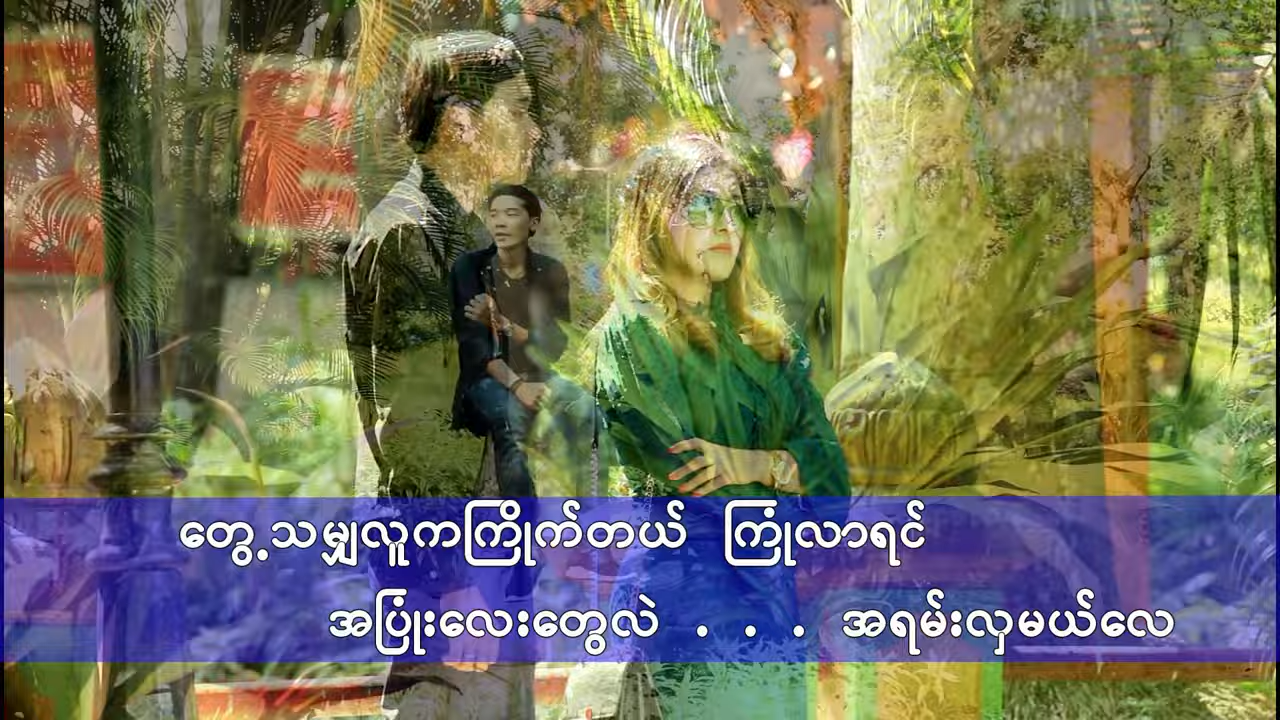 တွေ့သမျှလူကကြိုက်တယ် ကြုံလာရင်
အပြုံးလေးတွေလဲ . . . အရမ်းလှမယ်လေ